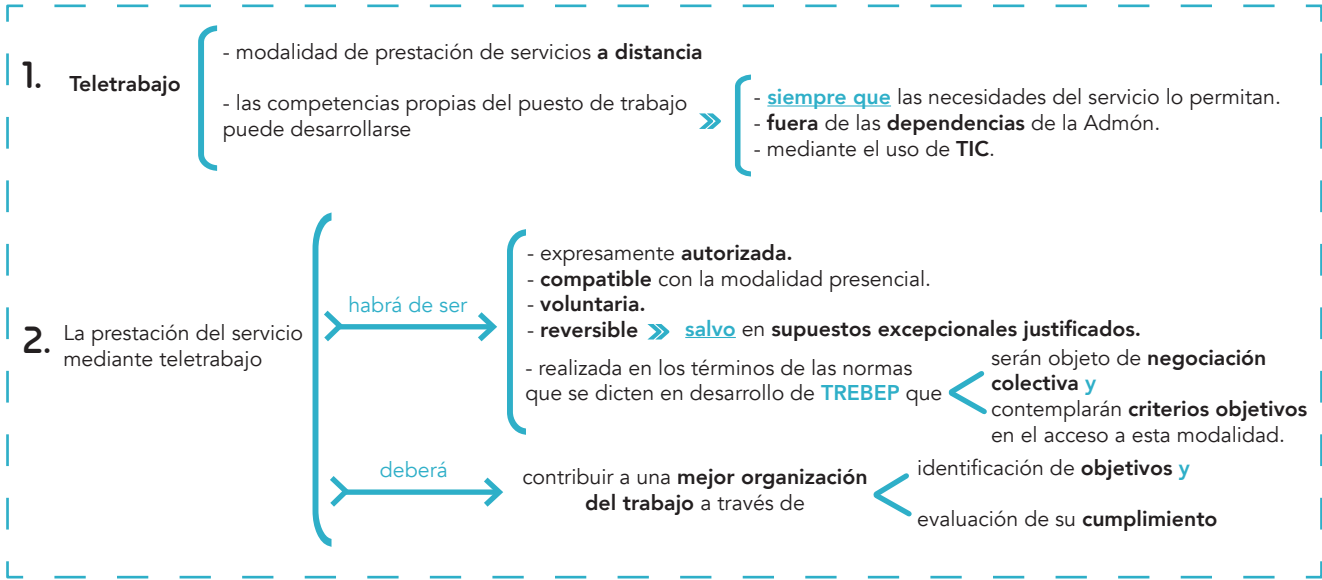 1. Teletrabajo
- modalidad de prestación de servicios a distancia
- las competencias propias del puesto de trabajo
puede desarrollarse
- siempre que las necesidades del servicio lo permitan.
- fuera de las dependencias de la Admón.
- mediante el uso de TIC.
2. La prestación del servicio
mediante teletrabajo
habrá de ser
- expresamente autorizada.
- compatible con la modalidad presencial.
- voluntaria.
- reversible salvo en supuestos excepcionales justificados.
- realizada en los términos de las normas
que se dicten en desarrollo de TREBEP que
serán objeto de negociación
colectiva y
contemplarán criterios objetivos
en el acceso a esta modalidad.
deberá
contribuir a una mejor organización
del trabajo a través de
identificación de objetivos y
evaluación de su cumplimiento